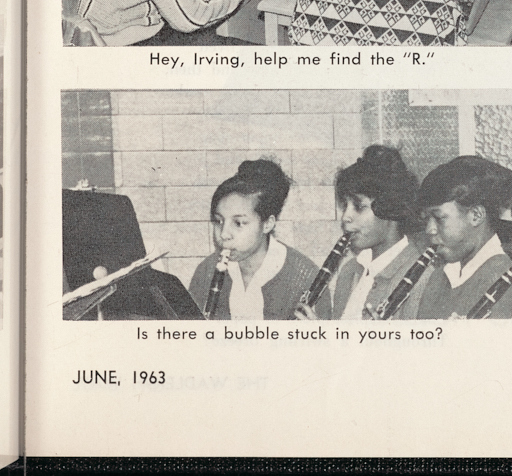 Hey, Irving, help me find the "R."
Is there a bubble stuck in yours too?
JUNE, 1963